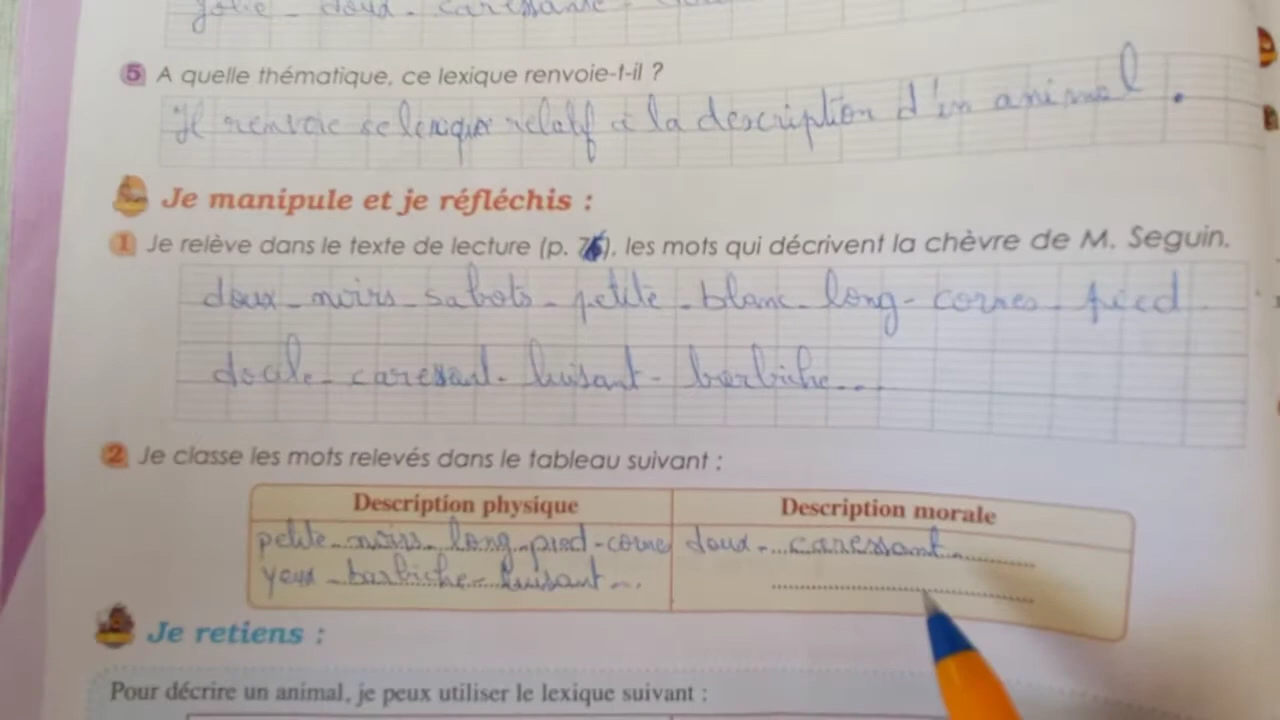 jolie - doux - caressante -
5 A quelle thématique, ce lexique renvoie-t-il ?
Il renvoie ce lexique relatif à la description d'un animal .
Je manipule et je réfléchis :
1 Je relève dans le texte de lecture (p. 76), les mots qui décrivent la chèvre de M. Seguin.
doux - noirs - sabots - petite - blanc - long - cornes - pied
docile - caressant - luisant - barbiche...
2 Je classe les mots relevés dans le tableau suivant :
Description physique Description morale
petite - noirs - long - pied - corne doux - caressant
yeux - barbiche - luisant -..
Je retiens :
Pour décrire un animal, je peux utiliser le lexique suivant :